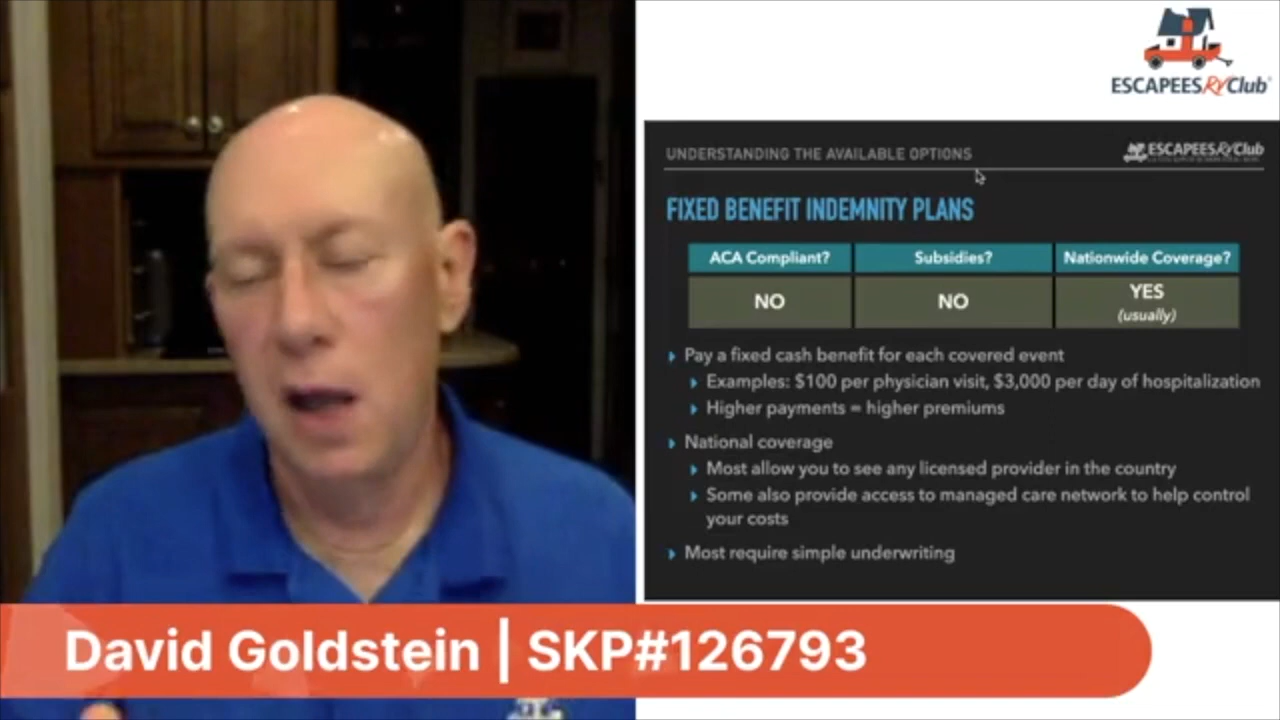 ESCAPEES RV Club
UNDERSTANDING THE AVAILABLE OPTIONS
ESCAPEES RV Club
FIXED BENEFIT INDEMNITY PLANS
ACA Compliant? Subsidies? Nationwide Coverage?
NO NO YES
(usually)
Pay a fixed cash benefit for each covered event
Examples: $100 per physician visit, $3,000 per day of hospitalization
Higher payments = higher premiums
National coverage
Most allow you to see any licensed provider in the country
Some also provide access to managed care network to help control
your costs
Most require simple underwriting
David Goldstein | SKP#126793